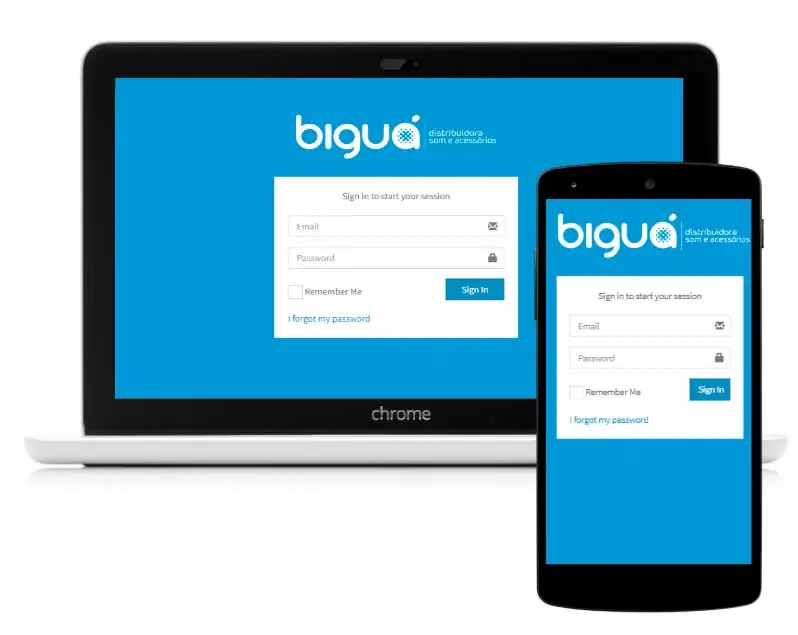 biguá distribuidora
som e acessórios
Sign in to start your session
Email
Password
Remember Me
Sign In
I forgot my password
chrome
biguá distribuidora
som e acessórios
Sign in to start your session
Email
Password
Remember Me
Sign In
I forgot my password